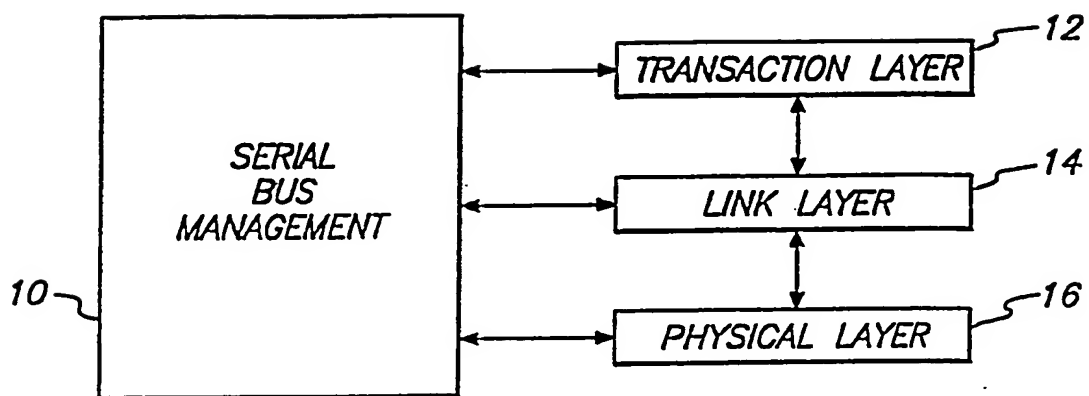 12
TRANSACTION LAYER
SERIAL
BUS
MANAGEMENT
14
LINK LAYER
10
16
PHYSICAL LAYER